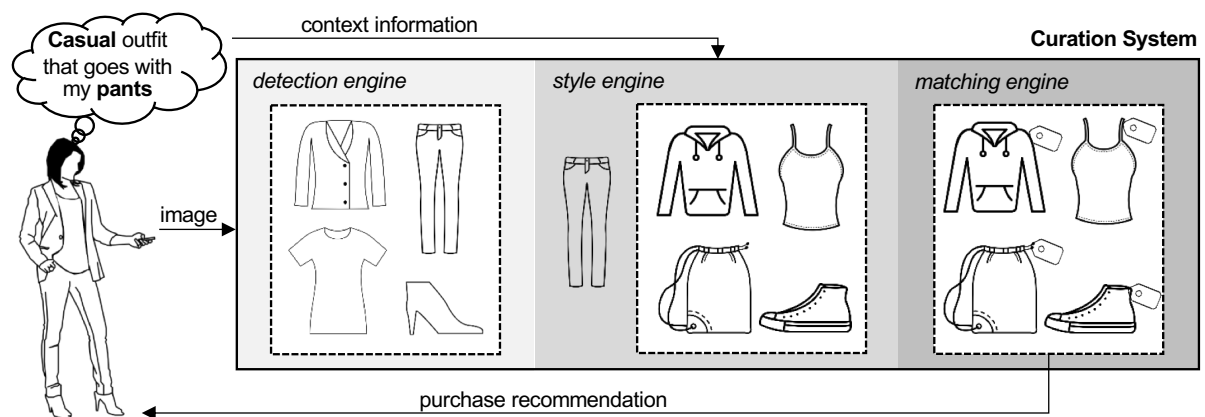 context information
Casual outfit
that goes with
my pants
Curation System
detection engine
style engine
matching engine
image
purchase recommendation